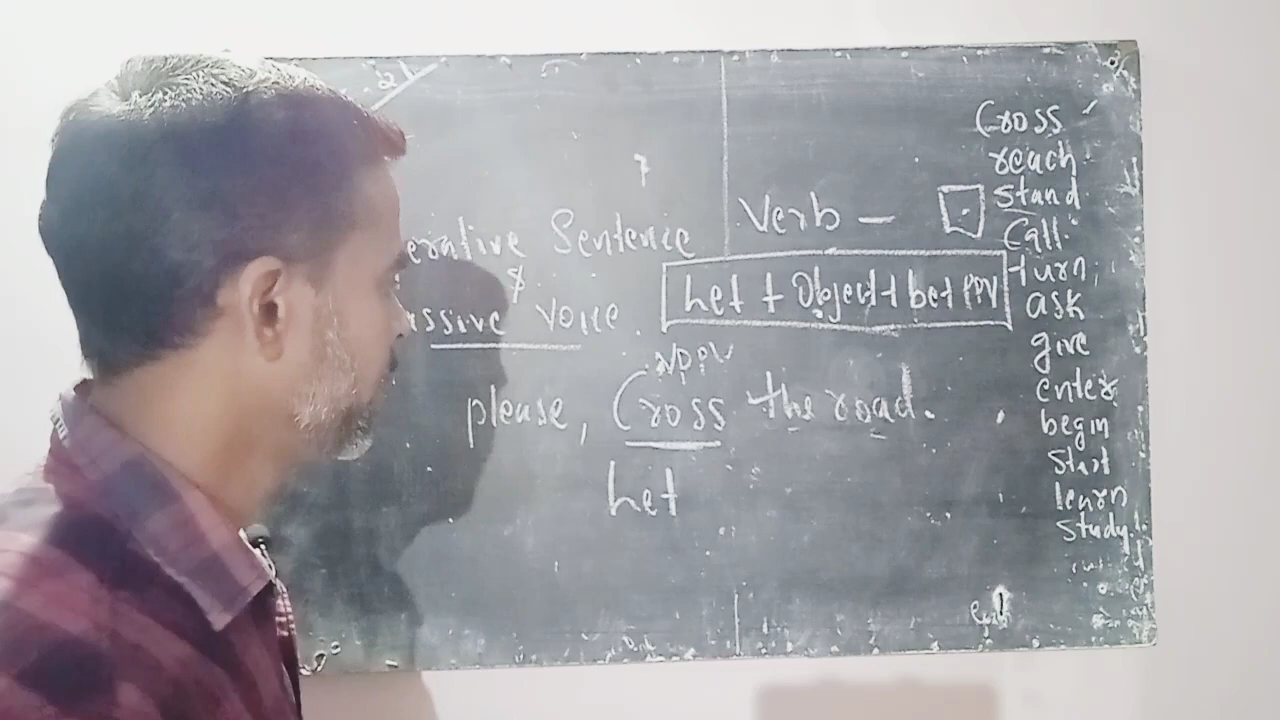 erative Sentence
&
assive Voice.
Verb —
Let + Object + be + PPV
please, Cross the road.
Let
Cross
reach
Stand
Call
turn,
ask
give
enter
begin
Start
learn
study